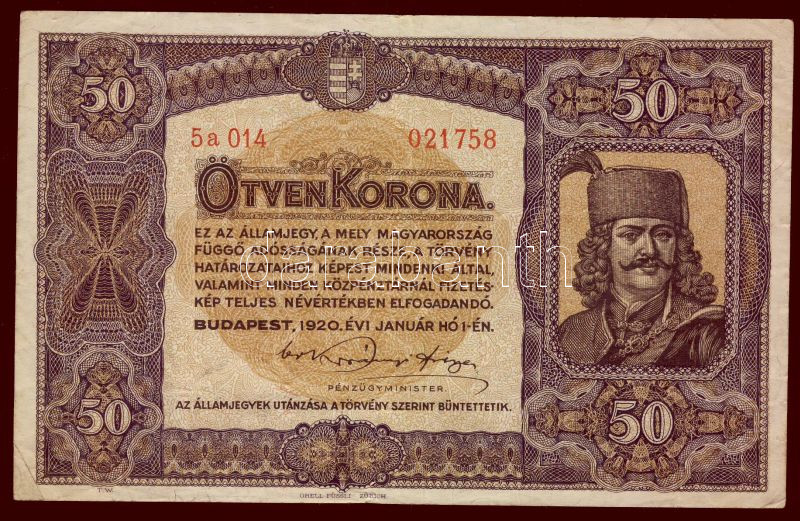 50
50
5a 014 021758
ÖTVEN KORONA.
EZ AZ ÁLLAMJEGY, A MELY MAGYARORSZÁG
FÜGGŐ ADÓSSÁGÁNAK RÉSZE, A TÖRVÉNY
HATÁROZATAIHOZ KÉPEST MINDENKI ÁLTAL,
VALAMINT MINDEN KÖZPÉNZTÁRNÁL FIZETÉS-
KÉP TELJES NÉVÉRTÉKBEN ELFOGADANDÓ.
BUDAPEST, 1920. ÉVI JANUÁR HÓ 1-ÉN.
PÉNZÜGYMINISTER.
AZ ÁLLAMJEGYEK UTÁNZÁSA A TÖRVÉNY SZERINT BÜNTETTETIK.
50
50
T.W.
ORELL FÜSSLI ZÜRICH